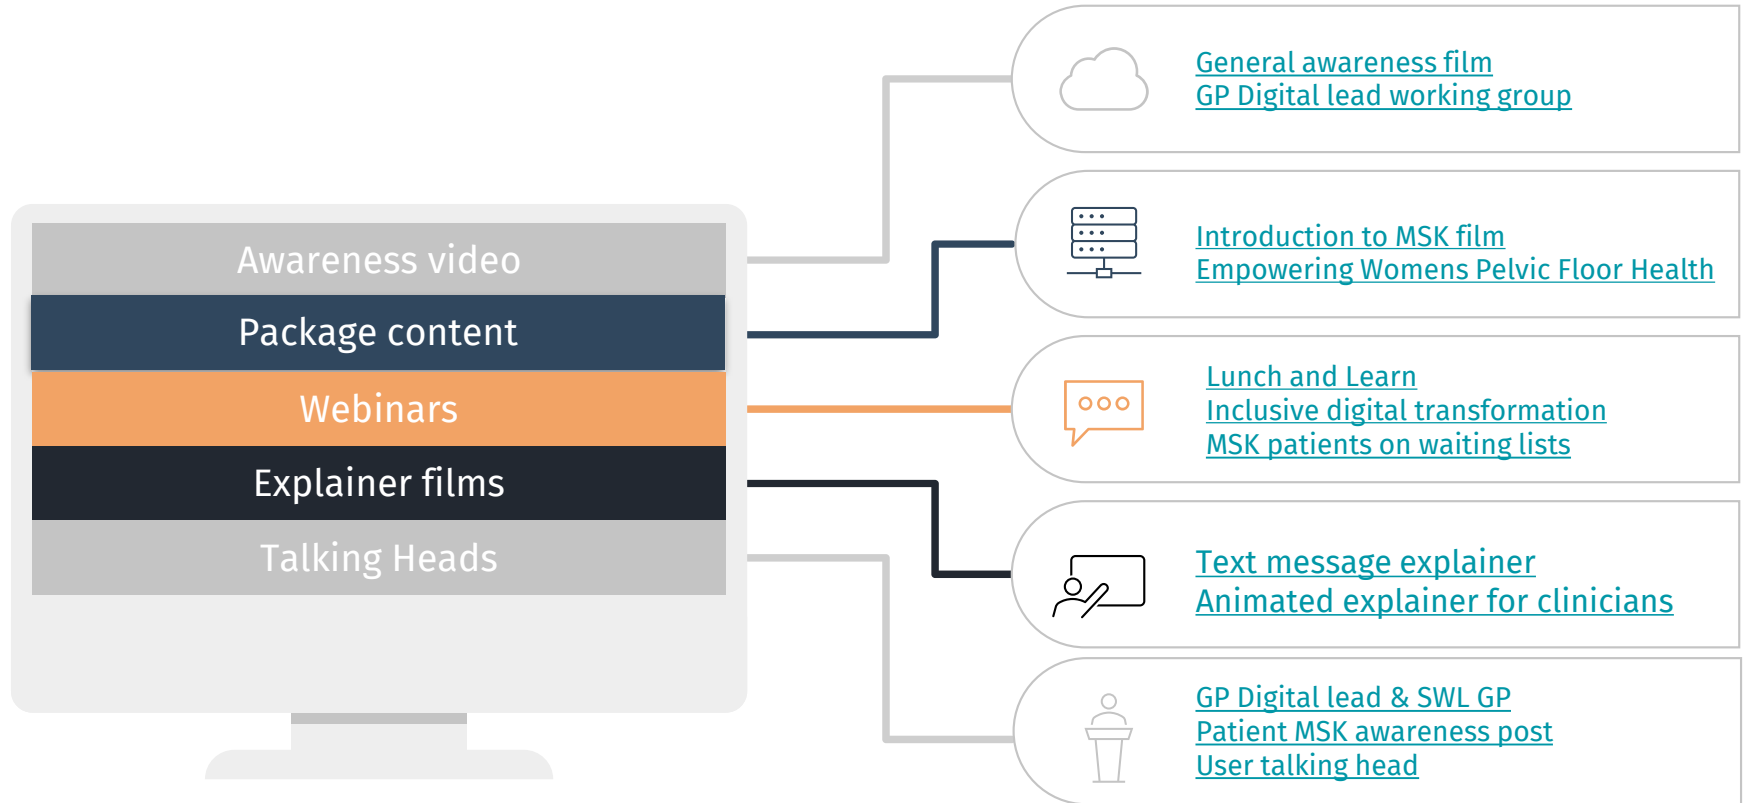 Awareness video
Package content
Webinars
Explainer films
Talking Heads
General awareness film
GP Digital lead working group
Introduction to MSK film
Empowering Womens Pelvic Floor Health
Lunch and Learn
Inclusive digital transformation
MSK patients on waiting lists
Text message explainer
Animated explainer for clinicians
GP Digital lead & SWL GP
Patient MSK awareness post
User talking head